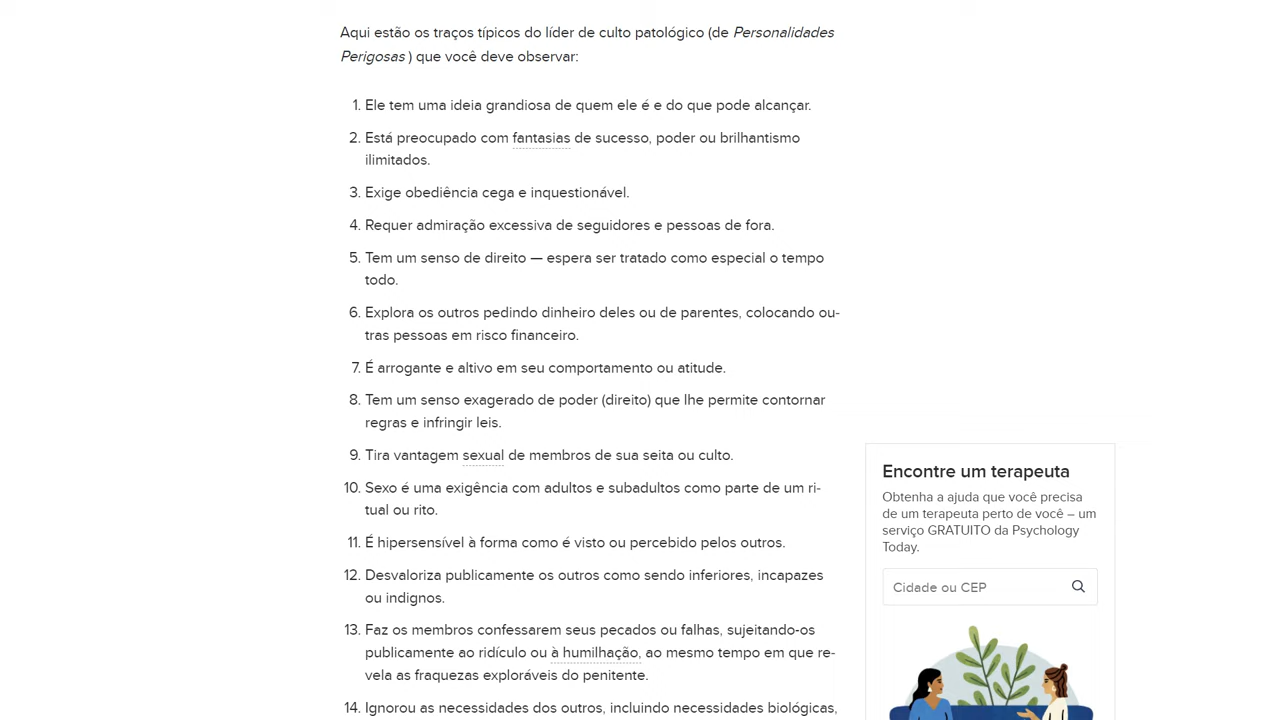 Aqui estão os traços típicos do líder de culto patológico (de Personalidades
Perigosas ) que você deve observar:
1. Ele tem uma ideia grandiosa de quem ele é e do que pode alcançar.
2. Está preocupado com fantasias de sucesso, poder ou brilhantismo
ilimitados.
3. Exige obediência cega e inquestionável.
4. Requer admiração excessiva de seguidores e pessoas de fora.
5. Tem um senso de direito — espera ser tratado como especial o tempo
todo.
6. Explora os outros pedindo dinheiro deles ou de parentes, colocando ou-
tras pessoas em risco financeiro.
7. É arrogante e altivo em seu comportamento ou atitude.
8. Tem um senso exagerado de poder (direito) que lhe permite contornar
regras e infringir leis.
9. Tira vantagem sexual de membros de sua seita ou culto.
10. Sexo é uma exigência com adultos e subadultos como parte de um ri-
tual ou rito.
11. É hipersensível à forma como é visto ou percebido pelos outros.
12. Desvaloriza publicamente os outros como sendo inferiores, incapazes
ou indignos.
13. Faz os membros confessarem seus pecados ou falhas, sujeitando-os
publicamente ao ridículo ou à humilhação, ao mesmo tempo em que re-
vela as fraquezas exploráveis do penitente.
14. Ignorou as necessidades dos outros, incluindo necessidades biológicas,
Encontre um terapeuta
Obtenha a ajuda que você precisa
de um terapeuta perto de você – um
serviço GRATUITO da Psychology
Today.
Cidade ou CEP